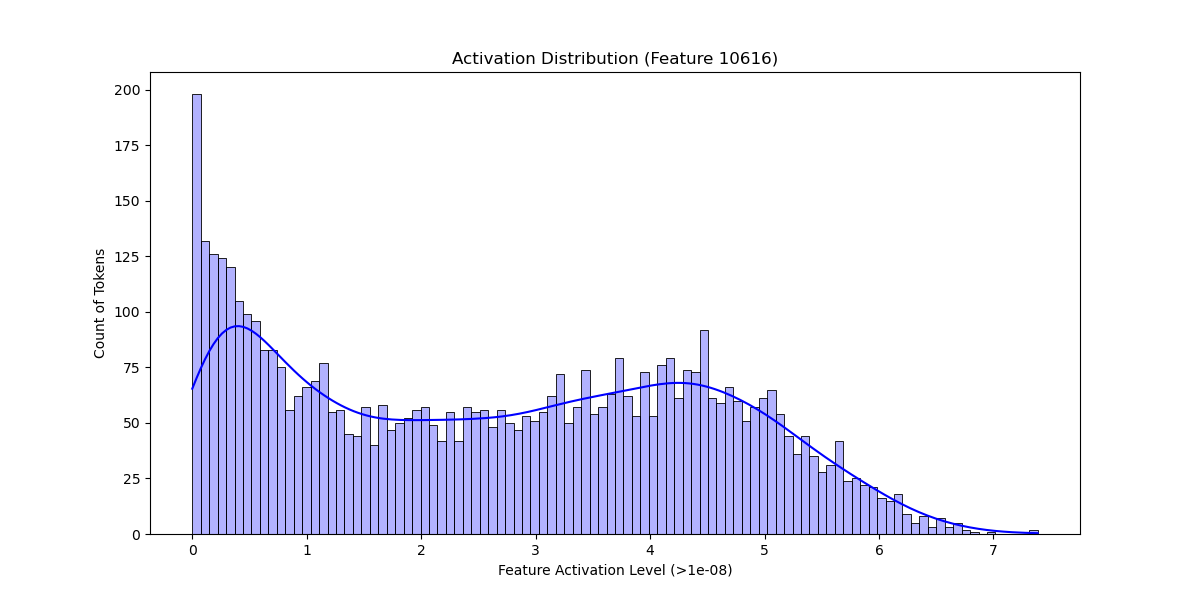 Activation Distribution (Feature 10616)
200
175
150
125
100
75
50
25
0
Count of Tokens
0 1 2 3 4 5 6 7
Feature Activation Level (>1e-08)